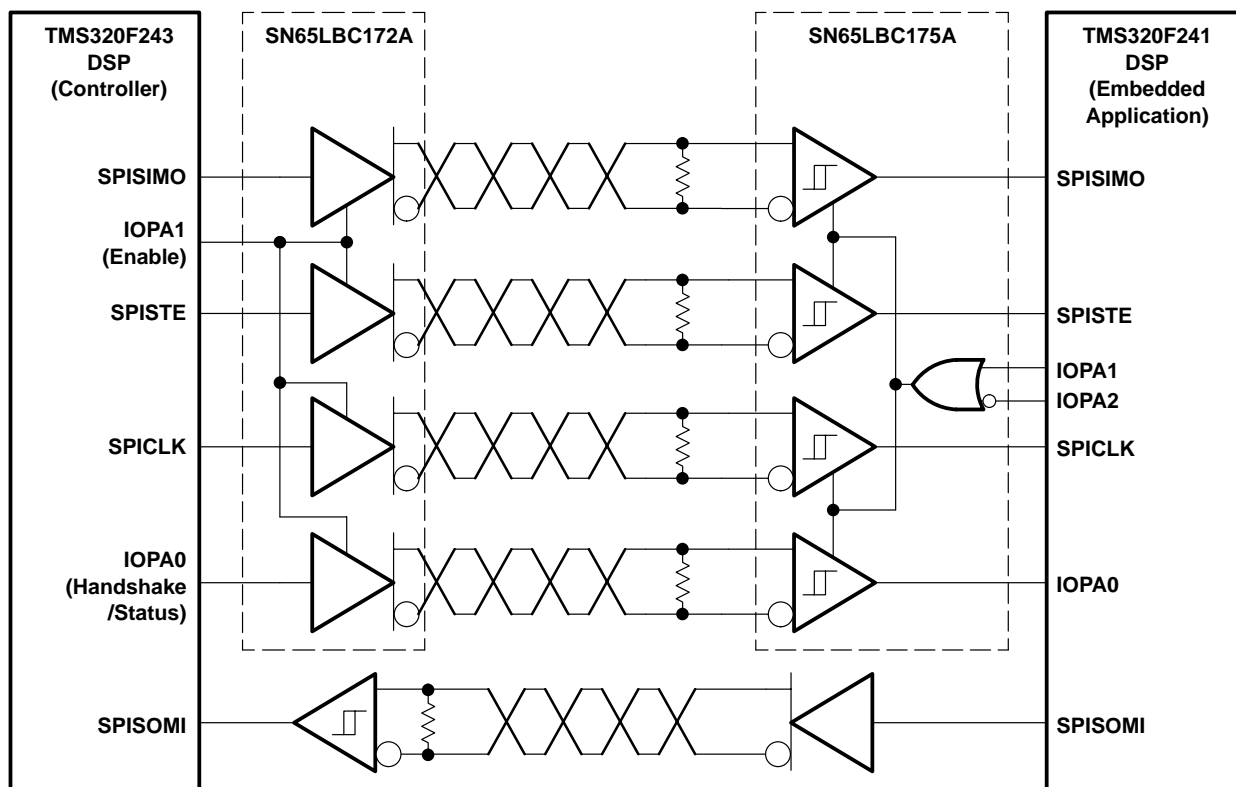 TMS320F243
DSP
(Controller)
SN65LBC172A
SN65LBC175A
TMS320F241
DSP
(Embedded
Application)
SPISIMO
SPISIMO
IOPA1
(Enable)
SPISTE
SPISTE
IOPA1
IOPA2
SPICLK
SPICLK
IOPA0
(Handshake
/Status)
IOPA0
SPISOMI
SPISOMI